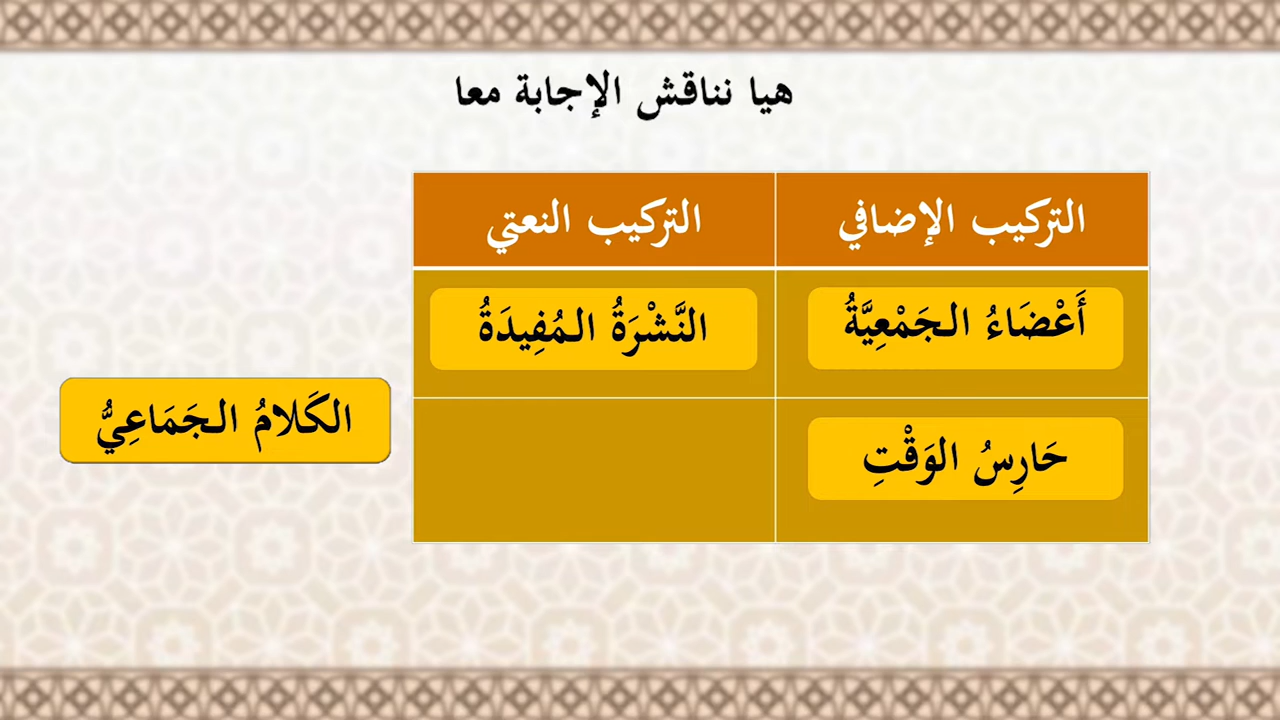 هيا نناقش الإجابة معا
التركيب الإضافي
التركيب النعتي
أَعْضَاءُ الجَمْعِيَّةُ
النَّشْرَةُ المُفِيدَةُ
حَارِسُ الوَقْتِ
الكَلامُ الجَمَاعِيُّ